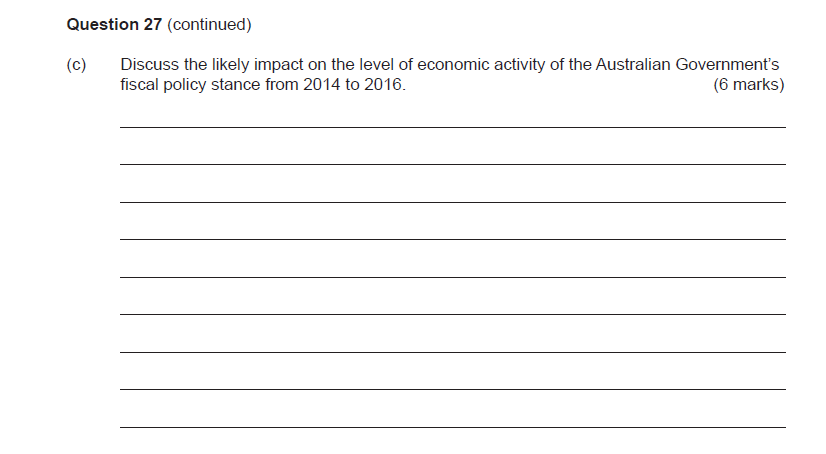 Question 27 (continued)
(c) Discuss the likely impact on the level of economic activity of the Australian Government's
fiscal policy stance from 2014 to 2016. (6 marks)